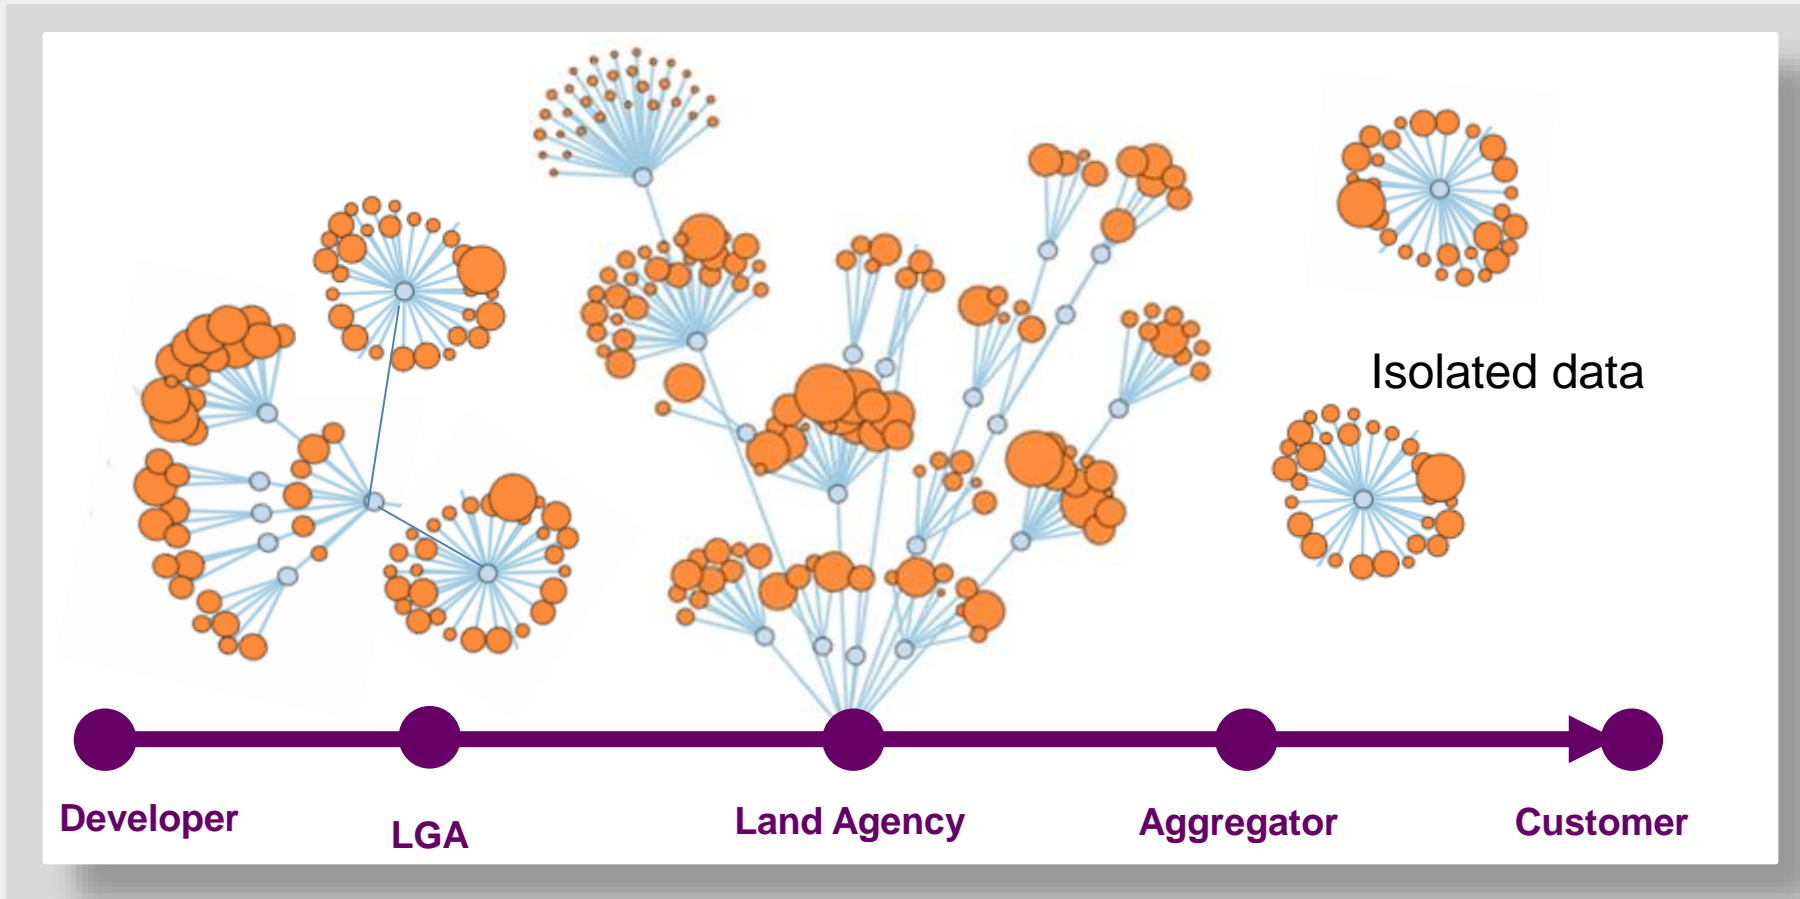 Isolated data
Developer
LGA
Land Agency
Aggregator
Customer